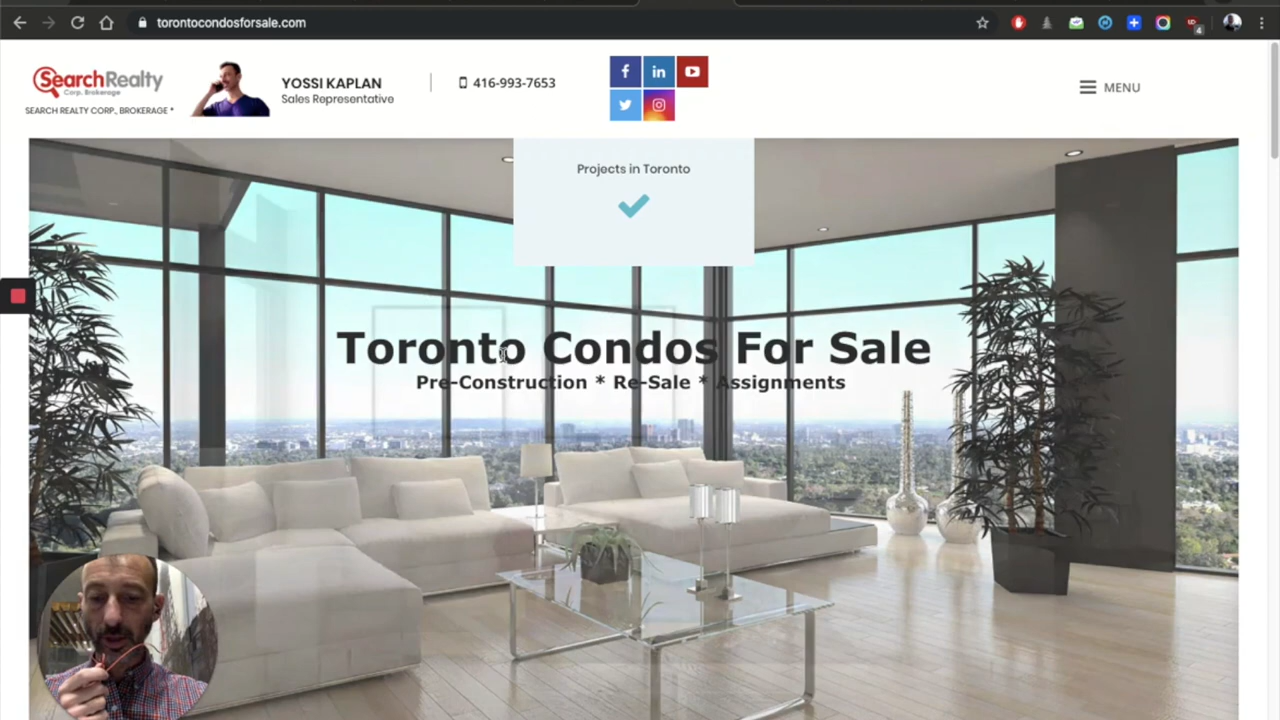 torontocondosforsale.com
4
SearchRealty
Corp. Brokerage
SEARCH REALTY CORP., BROKERAGE *
YOSSI KAPLAN
Sales Representative
416-993-7653
MENU
Projects in Toronto
Toronto Condos For Sale
Pre-Construction * Re-Sale * Assignments